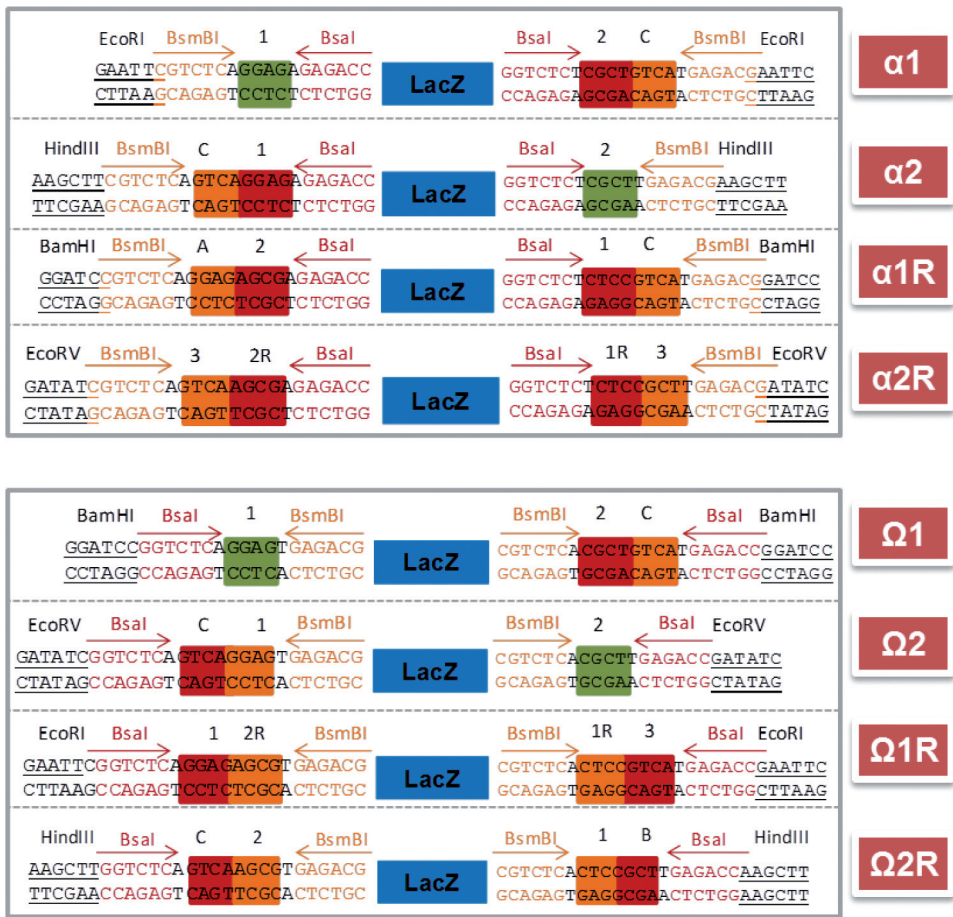 EcoRI BsmBI 1 BsaI BsaI 2 C BsmBI EcoRI
GAATTCGTCTCAGGAGAGAGACC GGTCTCTCGCTGTCATGAGACGAATTC
CTTAAGCAGAGTCCTCTCTCTGG LacZ CCAGAGAGCGACAGTACTCTGCTTAAG
α1
HindIII BsmBI C 1 BsaI BsaI 2 BsmBI HindIII
AAGCTTCGTCTCAGTCAGGAGAGAGACC GGTCTCTCGCTTGAGACGAAGCTT
TTCGAAGCAGAGTCAGTCCTCTCTCTGG LacZ CCAGAGAGCGAACTCTGCTTCGAA
α2
BamHI BsmBI A 2 BsaI BsaI 1 C BsmBI BamHI
GGATCCGTCTCAGGAGAGCGAGAGACC GGTCTCTCTCCGTCATGAGACGGATCC
CCTAGGCAGAGTCCTCTCGCTCTCTGG LacZ CCAGAGAGAGGCAGTACTCTGCCTAGG
α1R
EcoRV BsmBI 3 2R BsaI BsaI 1R 3 BsmBI EcoRV
GATATCGTCTCAGTCAAGCGAGAGACC GGTCTCTCTCCGCTTGAGACGATATC
CTATAGCAGAGTCAGTTCGCTCTCTGG LacZ CCAGAGAGAGGCGAACTCTGCTATAG
α2R
BamHI BsaI 1 BsmBI BsmBI 2 C BsaI BamHI
GGATCCGGTCTCAGGAGTGAGACG CGTCTCACGCTGTCATGAGACCGGATCC
CCTAGGCCAGAGTCCTCACTCTGC LacZ GCAGAGTGCGACAGTACTCTGGCCTAGG
Ω1
EcoRV BsaI C 1 BsmBI BsmBI 2 BsaI EcoRV
GATATCGGTCTCAGTCAGGAGTGAGACG CGTCTCACGCTTGAGACCGATATC
CTATAGCCAGAGTCAGTCCTCACTCTGC LacZ GCAGAGTGCGAACTCTGGCTATAG
Ω2
EcoRI BsaI 1 2R BsmBI BsmBI 1R 3 BsaI EcoRI
GAATTCGGTCTCAGGAGAGCGTGAGACG CGTCTCACTCCGTCATGAGACCGAATTC
CTTAAGCCAGAGTCCTCTCGCACTCTGC LacZ GCAGAGTGAGGCAGTACTCTGGCTTAAG
Ω1R
HindIII BsaI C 2 BsmBI BsmBI 1 B BsaI HindIII
AAGCTTGGTCTCAGTCAAGCGTGAGACG CGTCTCACTCCGCTTGAGACCAAGCTT
TTCGAACCAGAGTCAGTTCGCACTCTGC LacZ GCAGAGTGAGGCGAACTCTGGAAGCTT
Ω2R